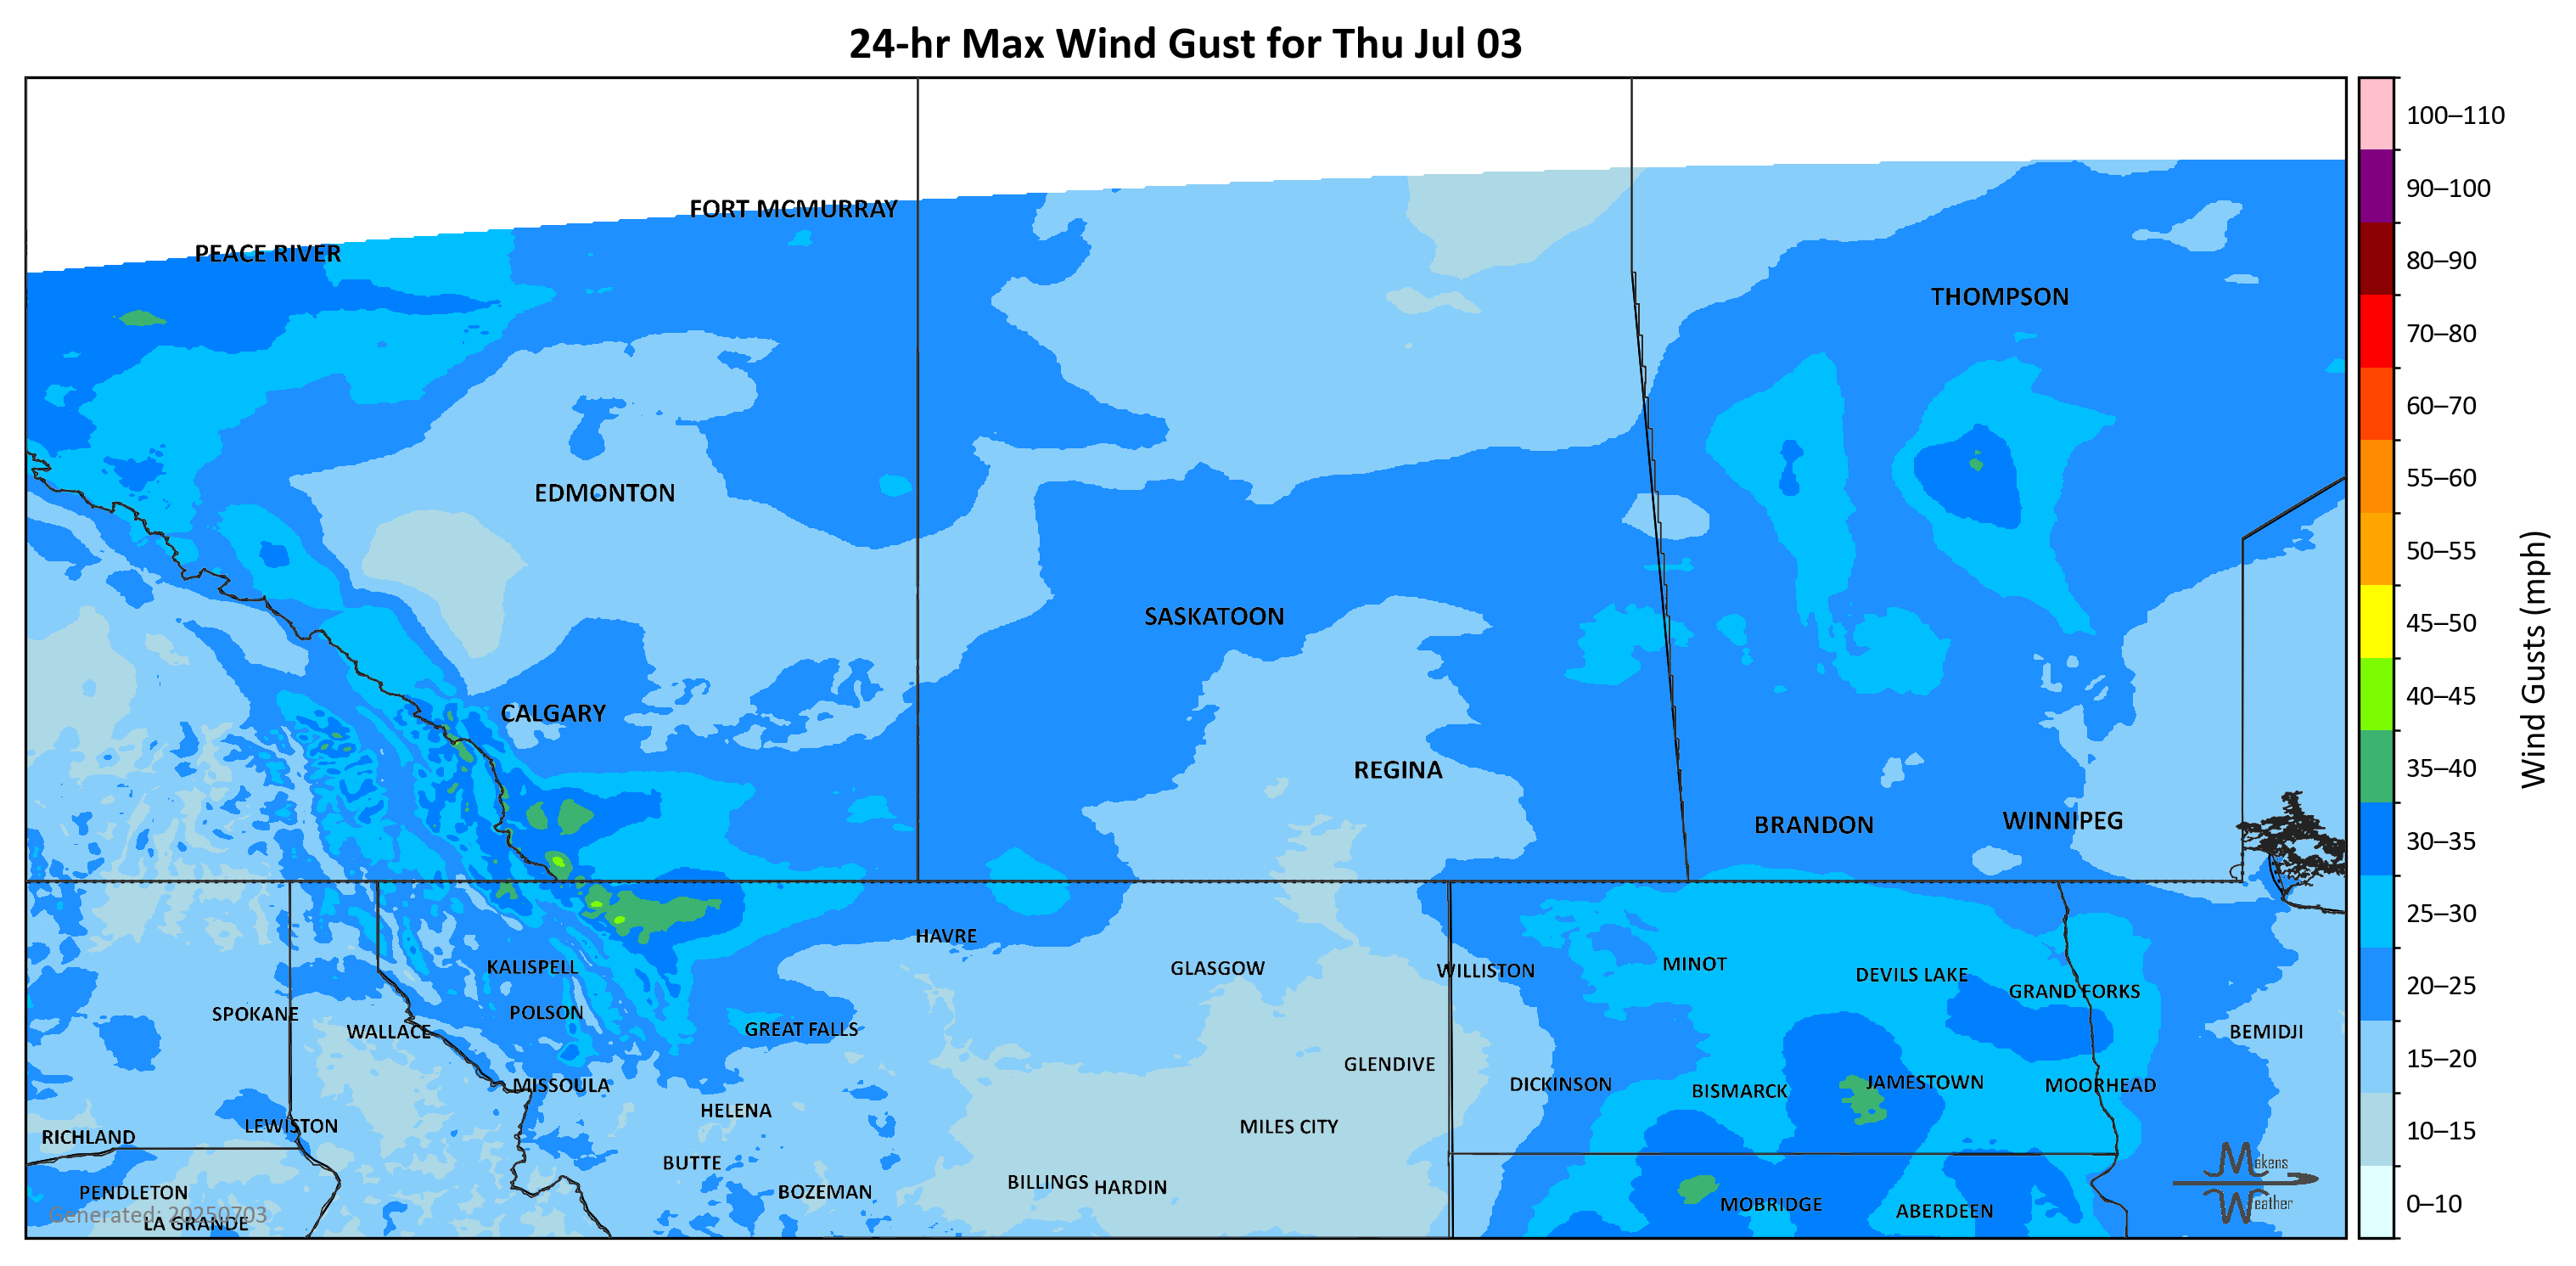 24-hr Max Wind Gust for Thu Jul 03
100–110
90–100
80–90
70–80
60–70
55–60
50–55
45–50
40–45
35–40
30–35
25–30
20–25
15–20
10–15
0–10
Wind Gusts (mph)
FORT MCMURRAY
PEACE RIVER
THOMPSON
EDMONTON
SASKATOON
CALGARY
REGINA
BRANDON
WINNIPEG
HAVRE
KALISPELL
GLASGOW
WILLISTON
MINOT
DEVILS LAKE
GRAND FORKS
SPOKANE
POLSON
WALLACE
GREAT FALLS
BEMIDJI
GLENDIVE
MISSOULA
DICKINSON
BISMARCK
JAMESTOWN
MOORHEAD
HELENA
LEWISTON
MILES CITY
RICHLAND
BUTTE
BILLINGS
HARDIN
PENDLETON
BOZEMAN
MOBRIDGE
ABERDEEN
Generated: 20250703
LA GRANDE
Makens
Weather